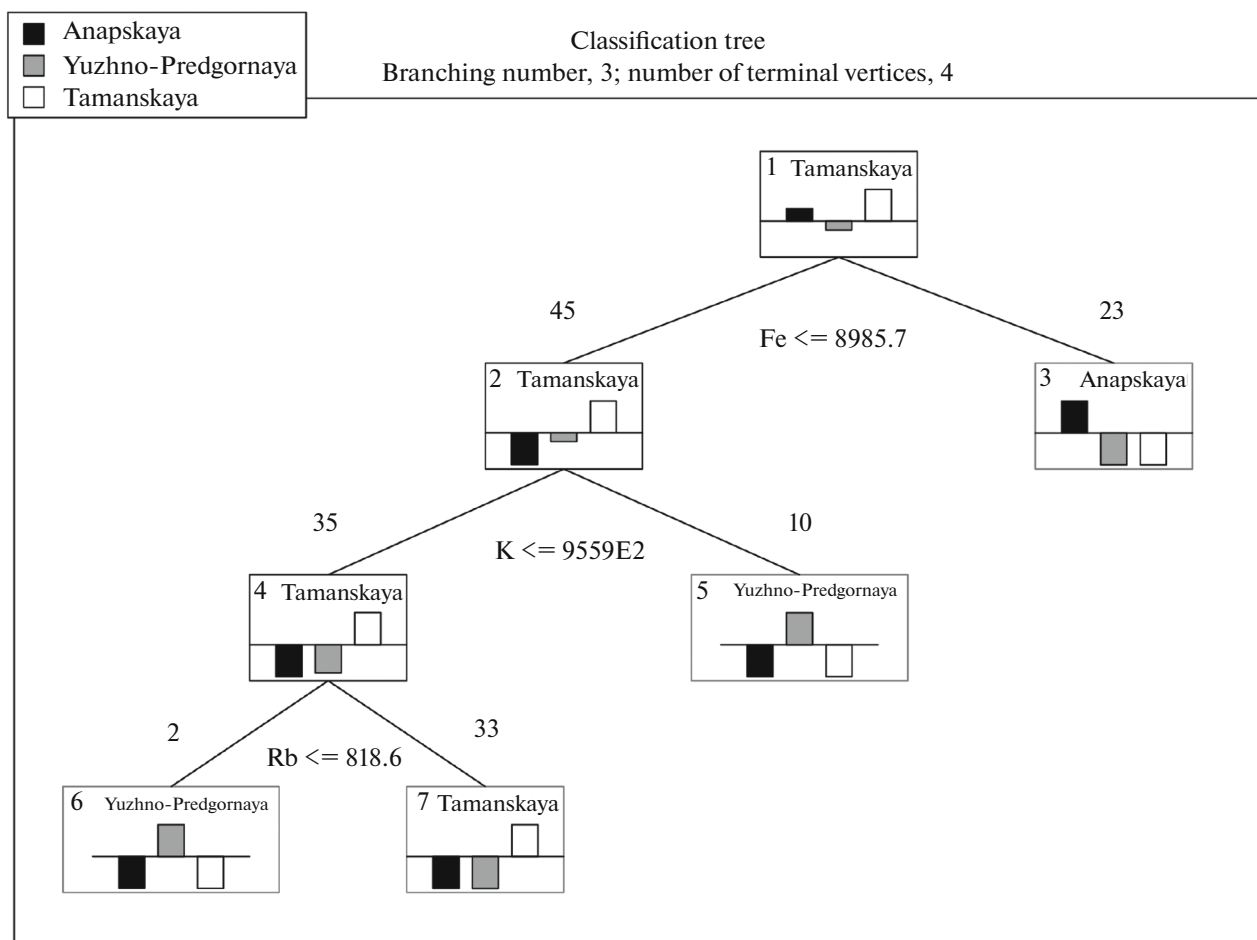 Anapskaya
Yuzhno-Predgornaya
Tamanskaya
Classification tree
Branching number, 3; number of terminal vertices, 4
1 Tamanskaya
45
23
Fe <= 8985.7
2 Tamanskaya
3 Anapskaya
35
10
K <= 9559E2
4 Tamanskaya
5 Yuzhno-Predgornaya
2
33
Rb <= 818.6
6 Yuzhno-Predgornaya
7 Tamanskaya